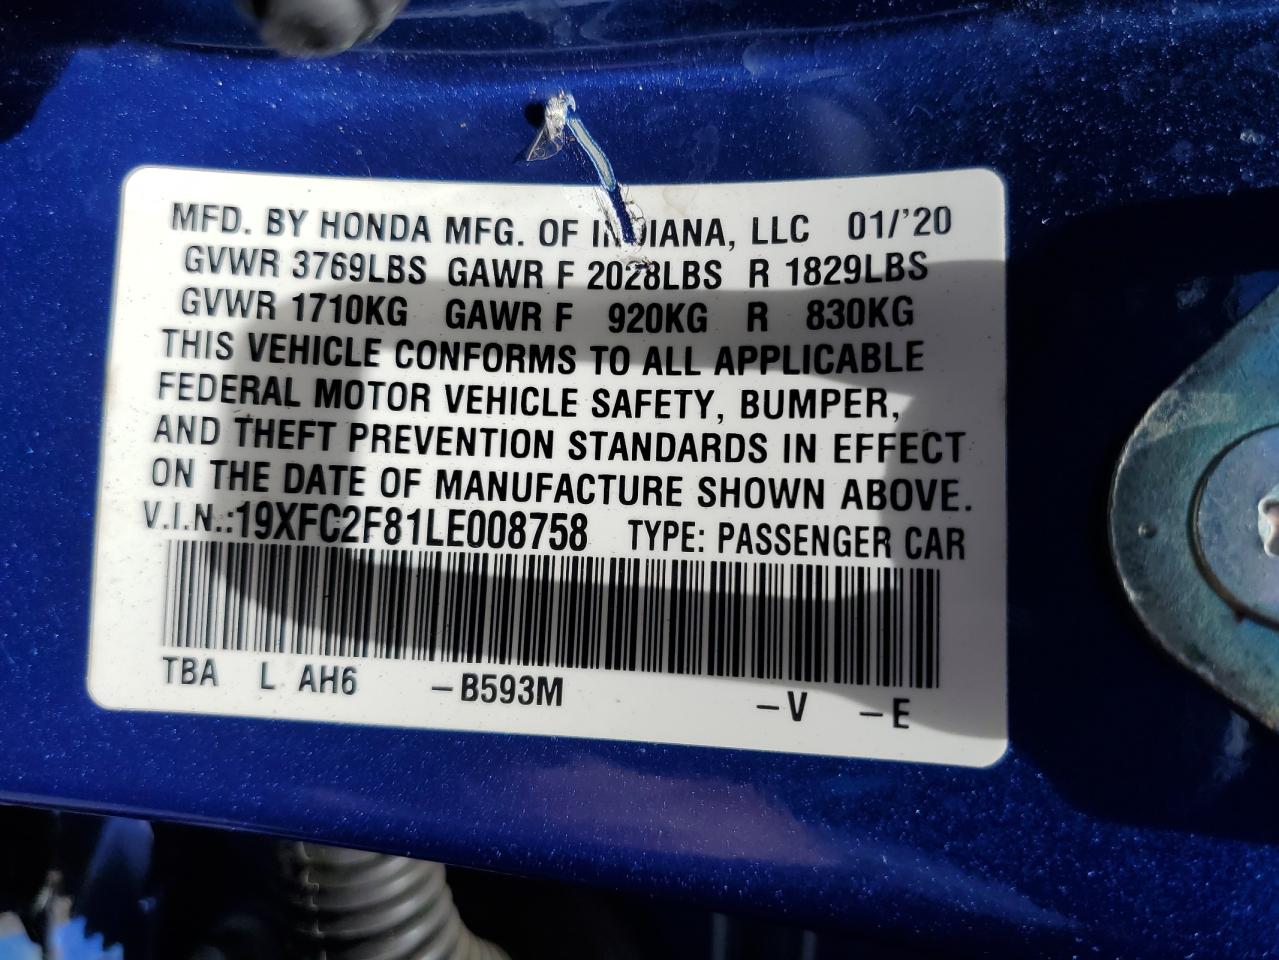 MFD. BY HONDA MFG. OF INDIANA, LLC 01/'20
GVWR 3769LBS GAWR F 2028LBS R 1829LBS
GVWR 1710KG GAWR F 920KG R 830KG
THIS VEHICLE CONFORMS TO ALL APPLICABLE
FEDERAL MOTOR VEHICLE SAFETY, BUMPER,
AND THEFT PREVENTION STANDARDS IN EFFECT
ON THE DATE OF MANUFACTURE SHOWN ABOVE.
V.I.N.:19XFC2F81LE008758 TYPE: PASSENGER CAR
TBA L AH6 –B593M –V –E